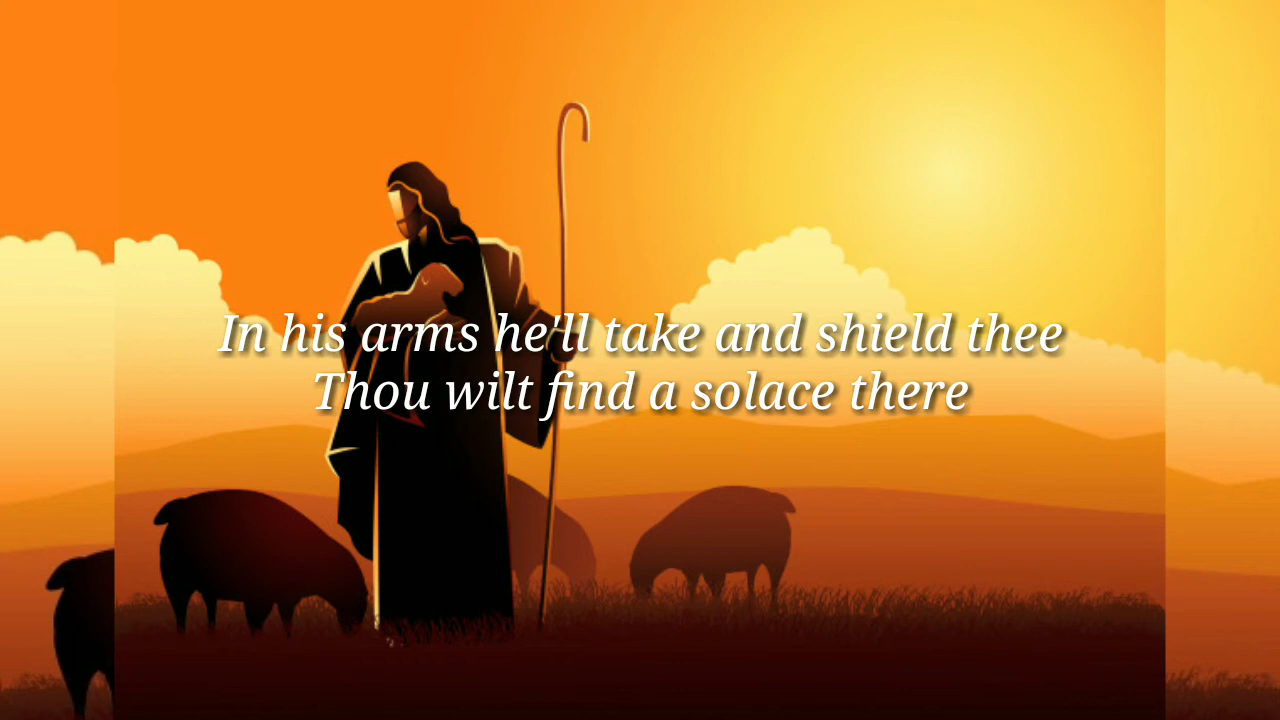 In his arms he'll take and shield thee
Thou wilt find a solace there